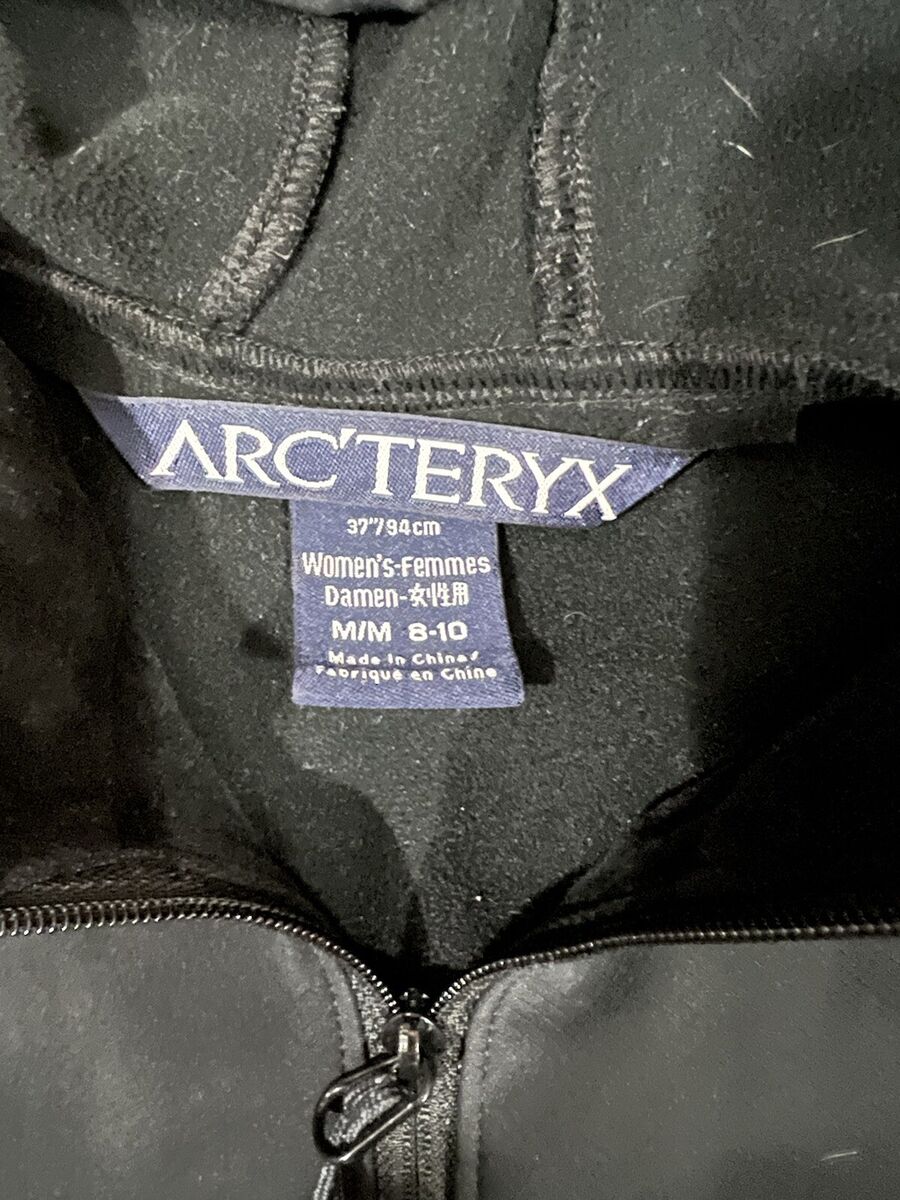 ARC'TERYX
37"/94cm
Women's-Femmes
Damen-女性用
M/M 8-10
Made in China/
Fabriqué en Chine